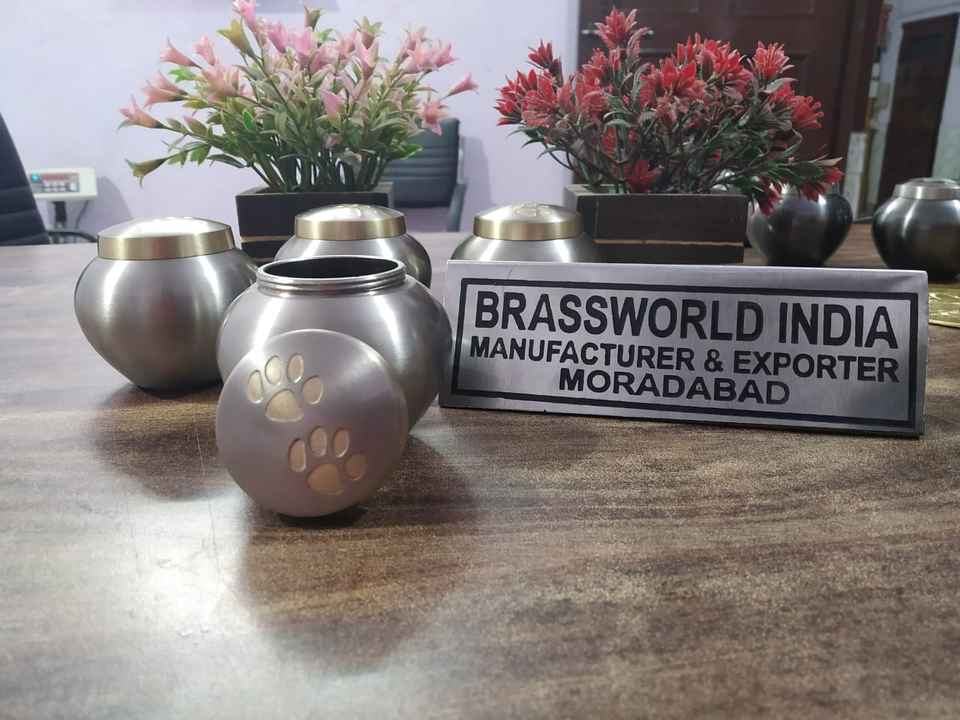 BRASSWORLD INDIA
MANUFACTURER & EXPORTER
MORADABAD